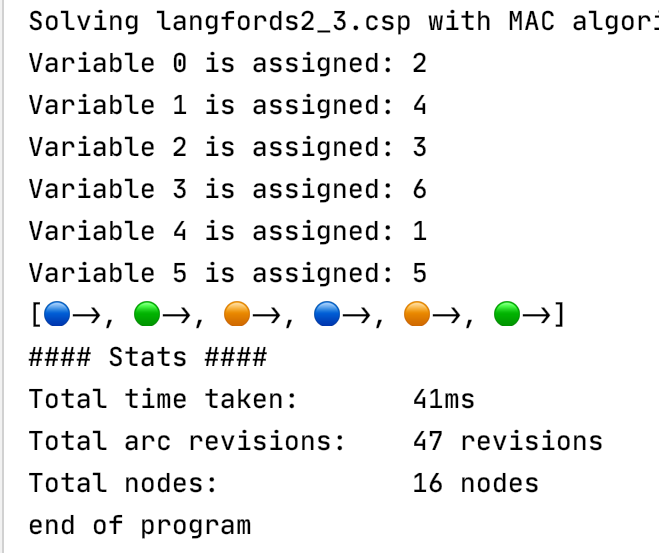 Solving langfords2_3.csp with MAC algori
Variable 0 is assigned: 2
Variable 1 is assigned: 4
Variable 2 is assigned: 3
Variable 3 is assigned: 6
Variable 4 is assigned: 1
Variable 5 is assigned: 5
[🔵→, 🟢→, 🟠→, 🔵→, 🟠→, 🟢→]
#### Stats ####
Total time taken: 41ms
Total arc revisions: 47 revisions
Total nodes: 16 nodes
end of program